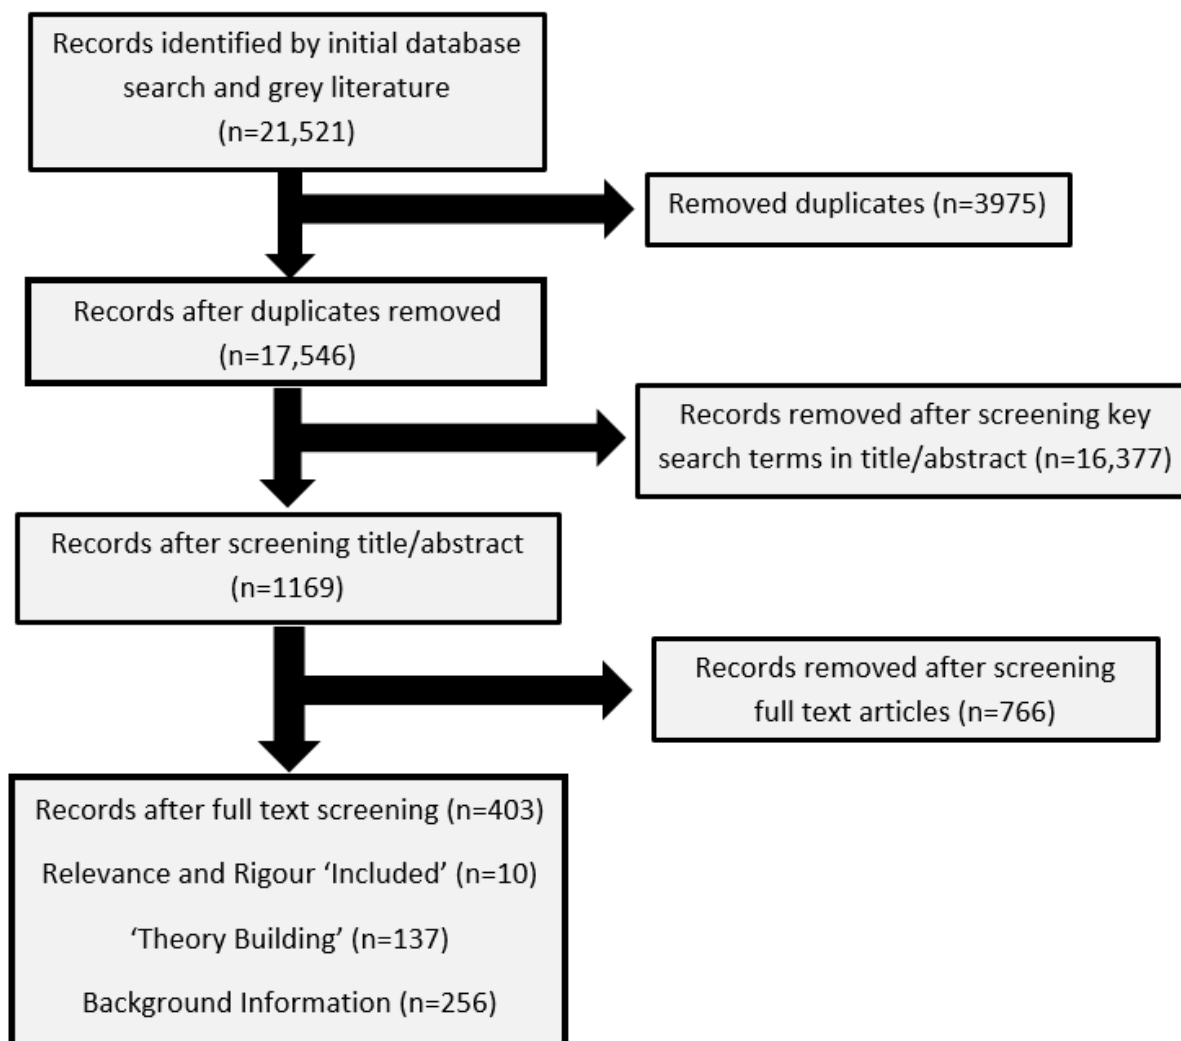 Records identified by initial database
search and grey literature
(n=21,521)
Removed duplicates (n=3975)
Records after duplicates removed
(n=17,546)
Records removed after screening key
search terms in title/abstract (n=16,377)
Records after screening title/abstract
(n=1169)
Records removed after screening
full text articles (n=766)
Records after full text screening (n=403)
Relevance and Rigour ‘Included’ (n=10)
‘Theory Building’ (n=137)
Background Information (n=256)